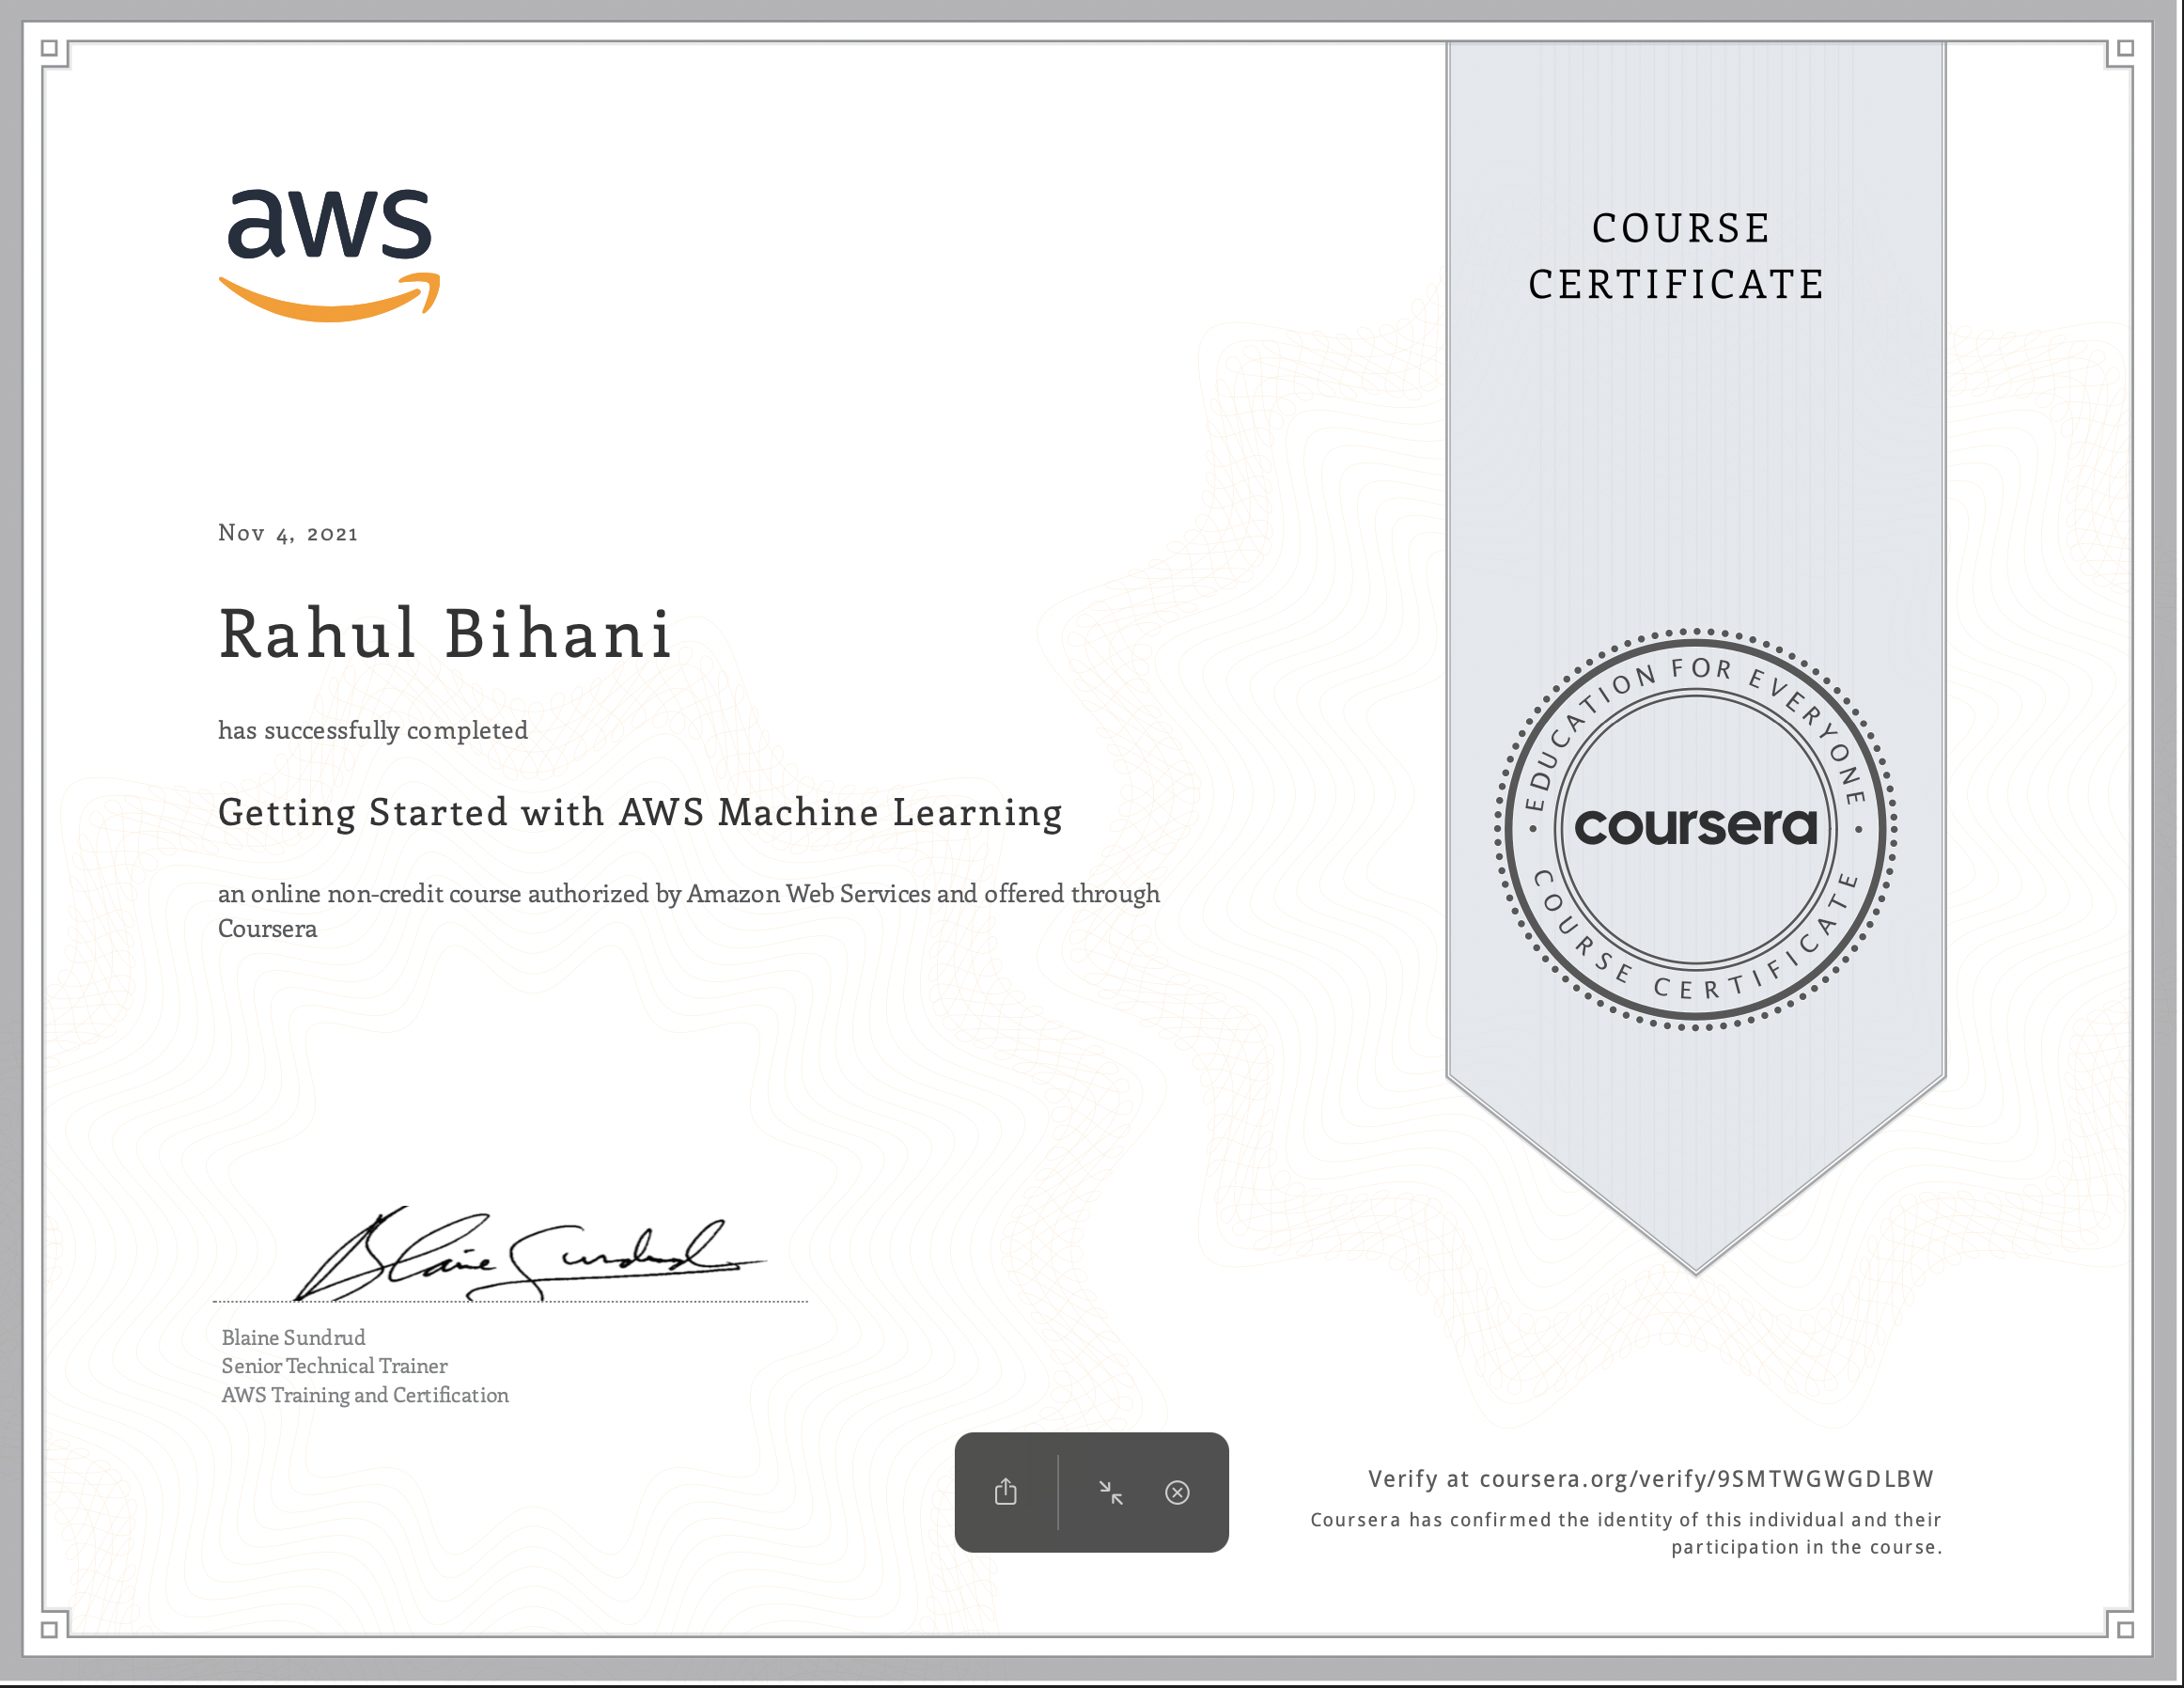 aws
COURSE
CERTIFICATE
Nov 4, 2021
Rahul Bihani
has successfully completed
Getting Started with AWS Machine Learning
an online non-credit course authorized by Amazon Web Services and offered through
Coursera
EDUCATION FOR EVERYONE
coursera
COURSE CERTIFICATE
Blaine Sundrud
Blaine Sundrud
Senior Technical Trainer
AWS Training and Certification
Verify at coursera.org/verify/9SMTWGWGDLBW
Coursera has confirmed the identity of this individual and their
participation in the course.